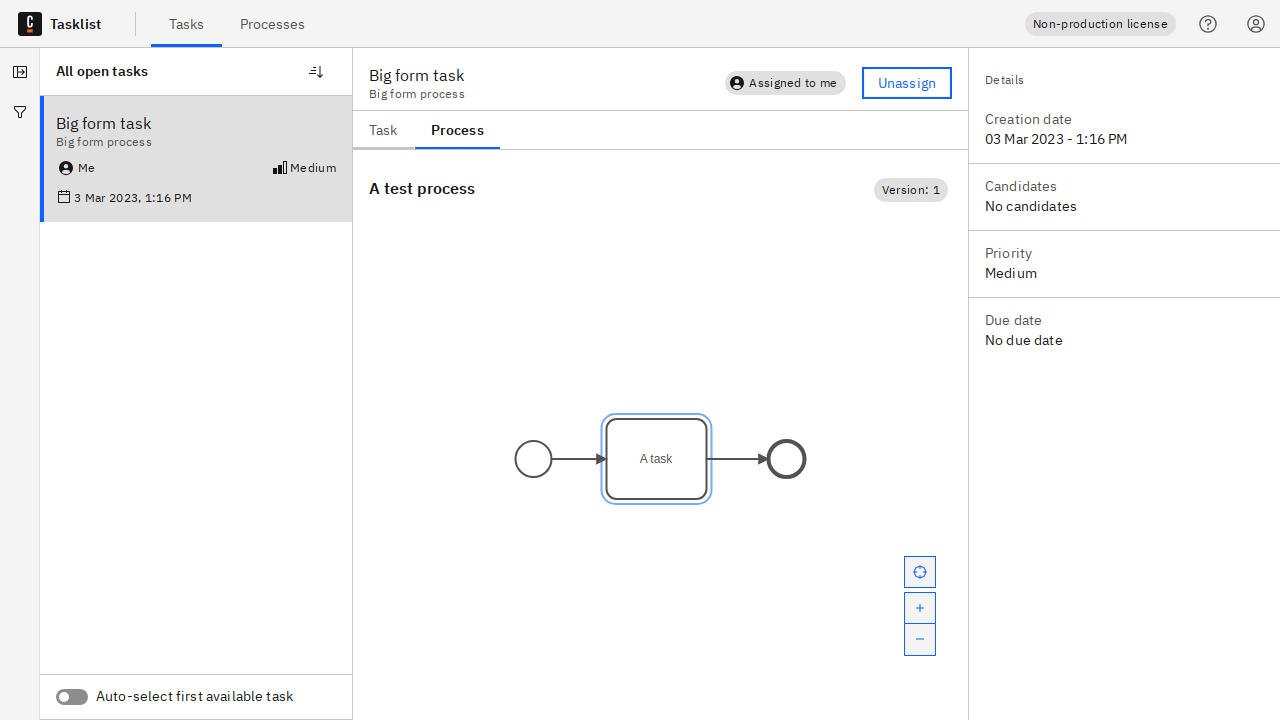 Tasklist
Tasks
Processes
Non-production license
All open tasks
Big form task
Big form process
Me
Medium
3 Mar 2023, 1:16 PM
Auto-select first available task
Big form task
Big form process
Assigned to me
Unassign
Task
Process
A test process
Version: 1
A task
Details
Creation date
03 Mar 2023 - 1:16 PM
Candidates
No candidates
Priority
Medium
Due date
No due date